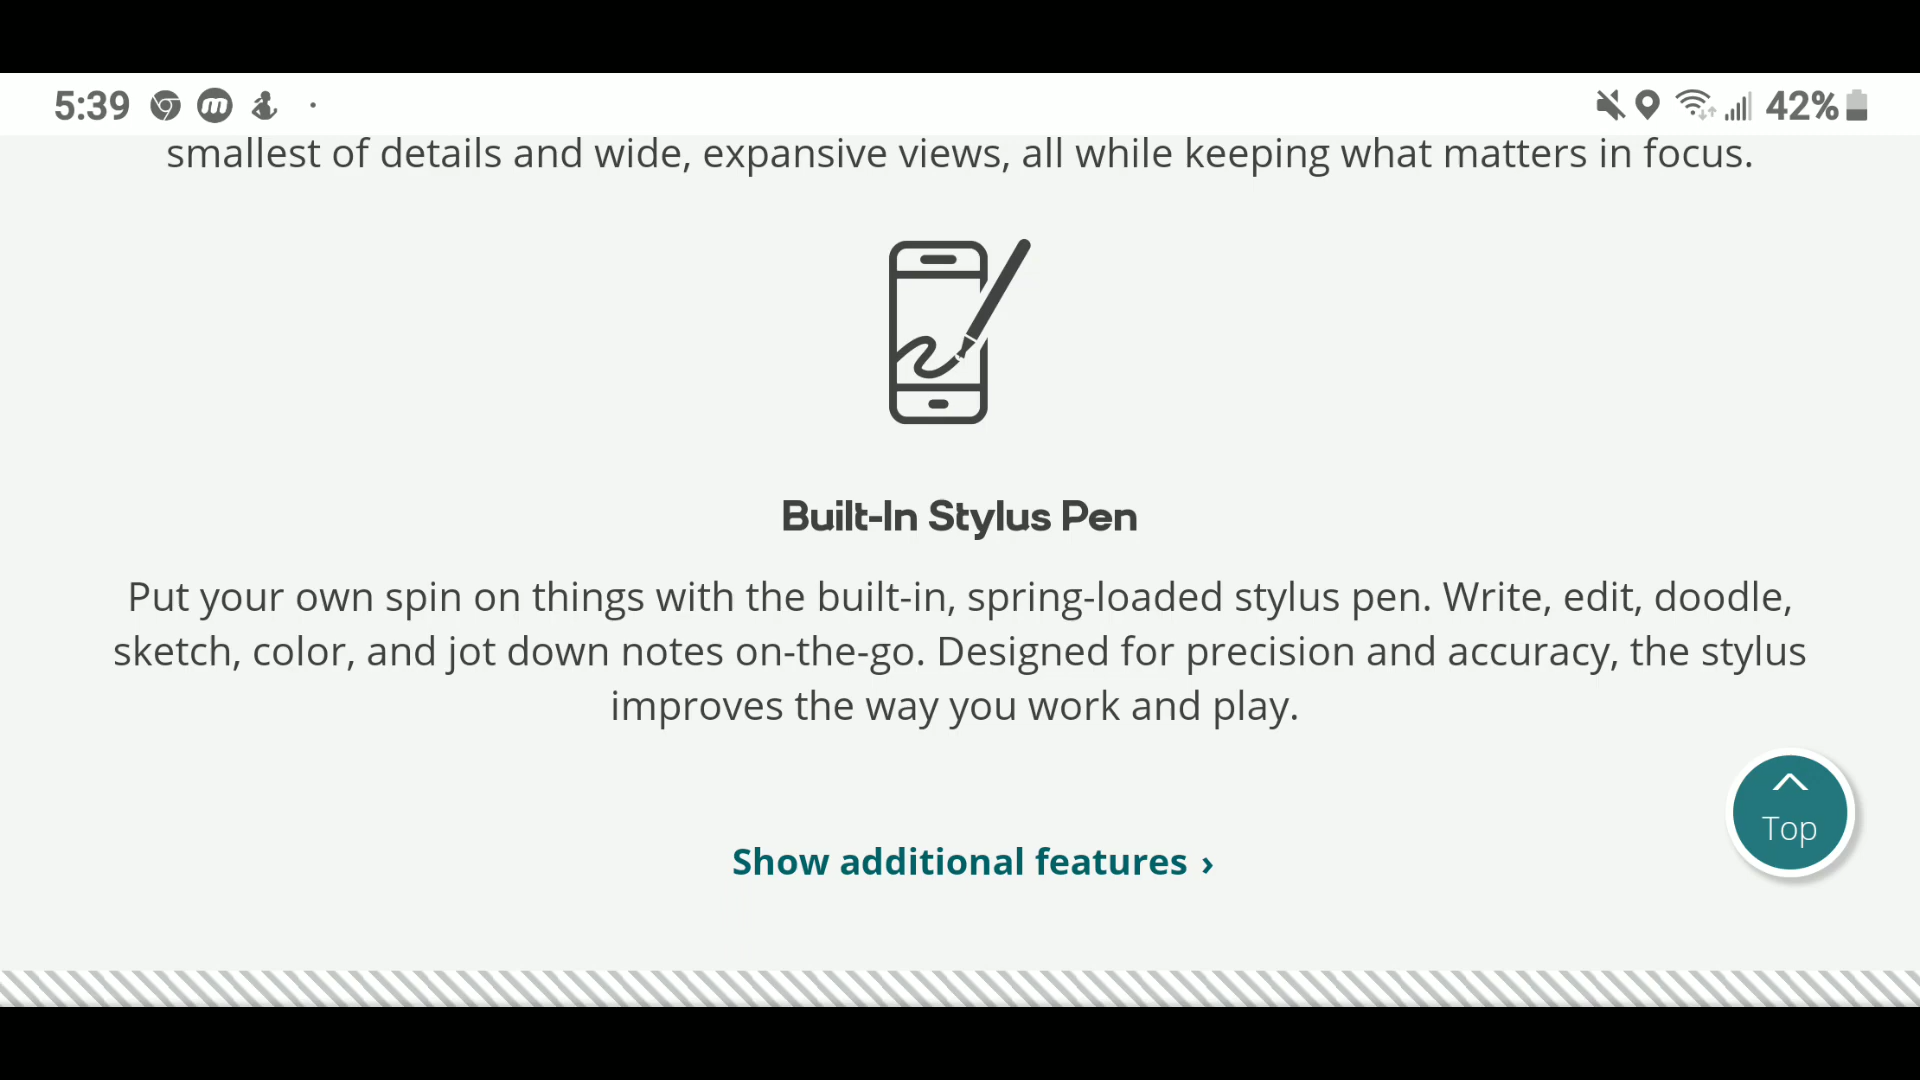 5:39 42%
smallest of details and wide, expansive views, all while keeping what matters in focus.
Built-In Stylus Pen
Put your own spin on things with the built-in, spring-loaded stylus pen. Write, edit, doodle,
sketch, color, and jot down notes on-the-go. Designed for precision and accuracy, the stylus
improves the way you work and play.
Top
Show additional features ›